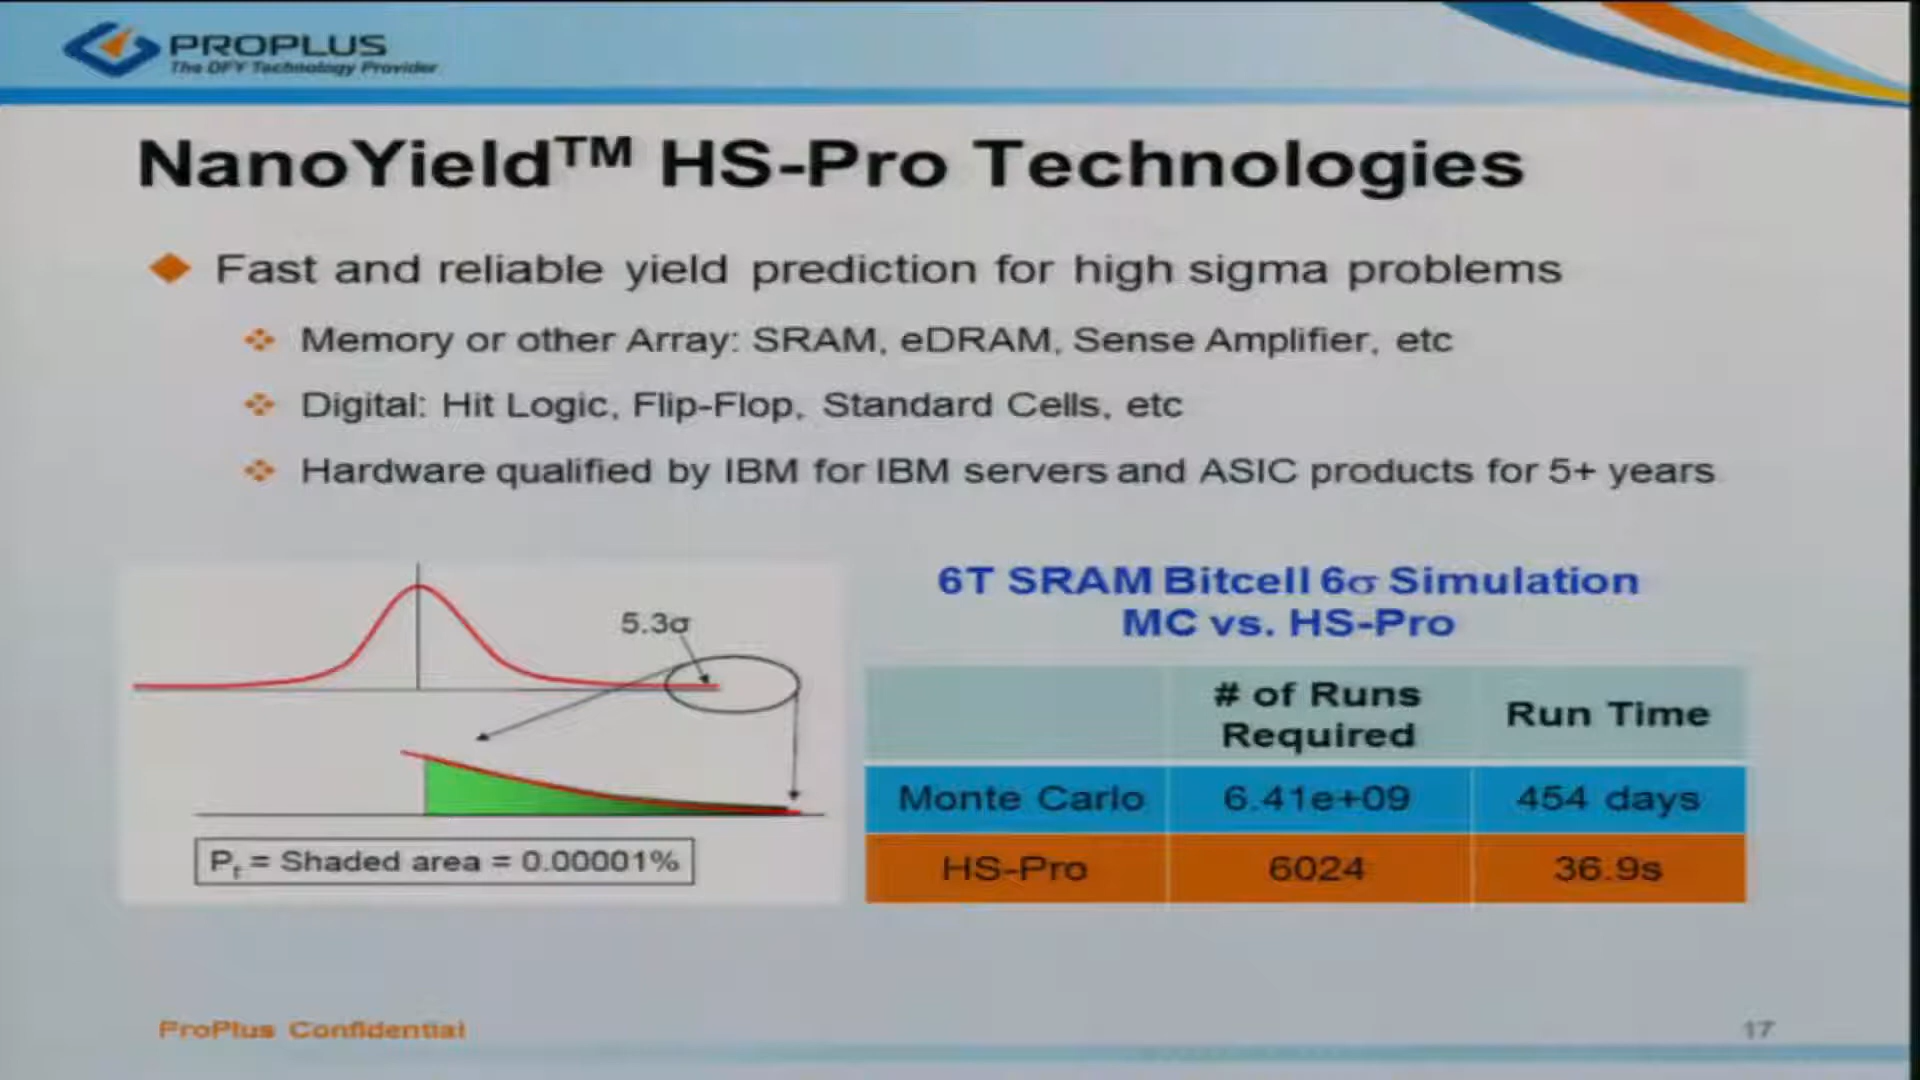 PROPLUS
The DFY Technology Provider
NanoYield™ HS-Pro Technologies
Fast and reliable yield prediction for high sigma problems
Memory or other Array: SRAM, eDRAM, Sense Amplifier, etc
Digital: Hit Logic, Flip-Flop, Standard Cells, etc
Hardware qualified by IBM for IBM servers and ASIC products for 5+ years
5.3σ
Pf = Shaded area = 0.00001%
6T SRAM Bitcell 6σ Simulation
MC vs. HS-Pro
# of Runs Required
Run Time
Monte Carlo 6.41e+09 454 days
HS-Pro 6024 36.9s
ProPlus Confidential
17